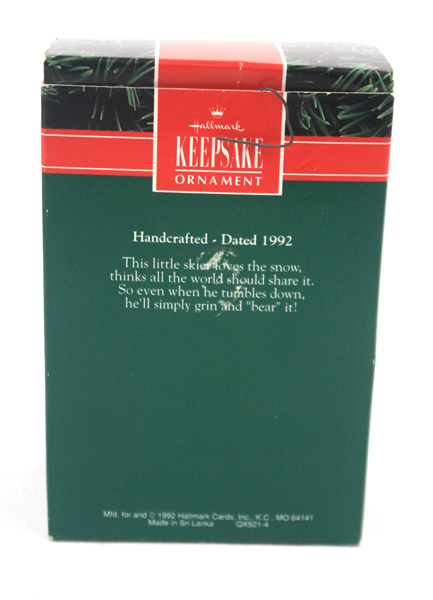 Hallmark
KEEPSAKE
ORNAMENT
Handcrafted - Dated 1992
This little skier loves the snow,
thinks all the world should share it.
So even when he tumbles down,
he'll simply grin and "bear" it!
Mfd. for and © 1992 Hallmark Cards, Inc., K.C., MO 64141
Made in Sri Lanka QX521-4